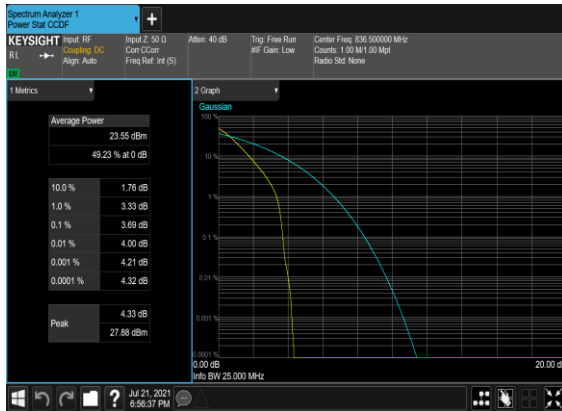 Spectrum Analyzer 1
Power Stat CCDF
+
KEYSIGHT
RL
LXI
Input: RF
Coupling: DC
Align: Auto
Input Z: 50 Ω
Corr CCorr
Freq Ref: Int (S)
Atten: 40 dB
Trig: Free Run
#IF Gain: Low
Center Freq: 836.500000 MHz
Counts: 1.00 M/1.00 Mpt
Radio Std: None
1 Metrics
Average Power
23.55 dBm
49.23 % at 0 dB
10.0 % 1.76 dB
1.0 % 3.33 dB
0.1 % 3.69 dB
0.01 % 4.00 dB
0.001 % 4.21 dB
0.0001 % 4.32 dB
Peak
4.33 dB
27.88 dBm
2 Graph
Gaussian
100 %
10 %
1 %
0.1 %
0.01 %
0.001 %
0.0001 %
0.00 dB
20.00 d
Info BW 25.000 MHz
?
Jul 21, 2021
6:56:37 PM